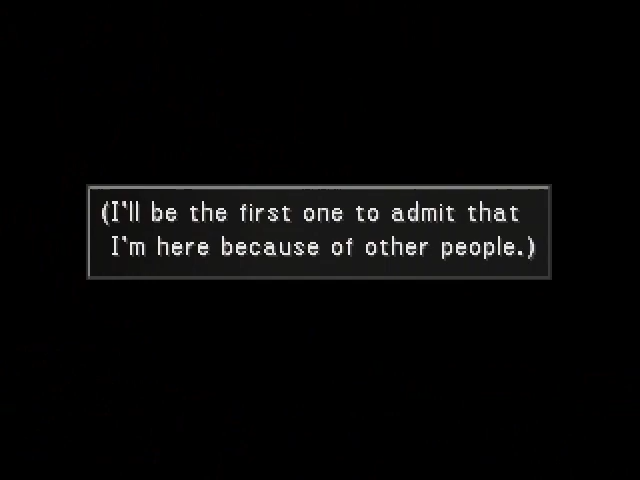 (I'll be the first one to admit that
I'm here because of other people.)